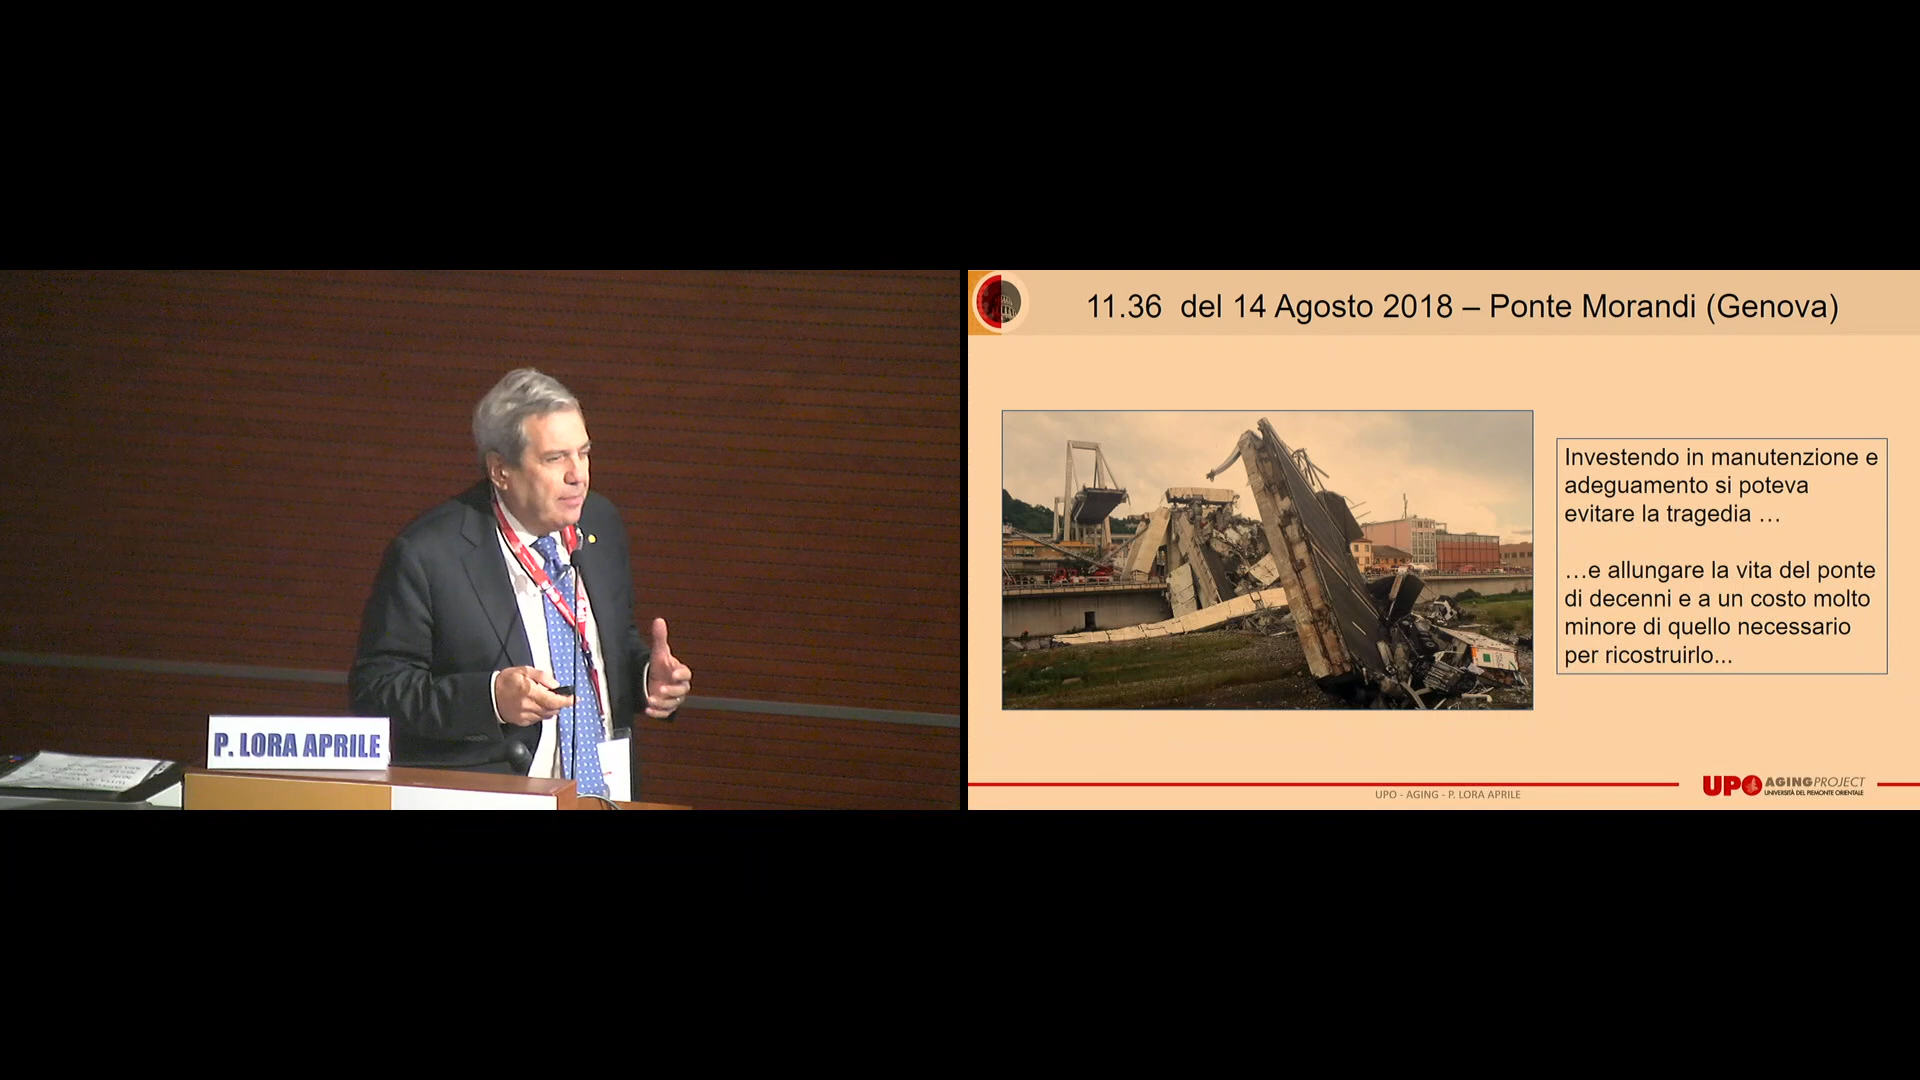 P. LORA APRILE
11.36 del 14 Agosto 2018 – Ponte Morandi (Genova)
Investendo in manutenzione e
adeguamento si poteva
evitare la tragedia …
…e allungare la vita del ponte
di decenni e a un costo molto
minore di quello necessario
per ricostruirlo...
UPO - AGING - P. LORA APRILE
UPO AGINGPROJECT
UNIVERSITÀ DEL PIEMONTE ORIENTALE